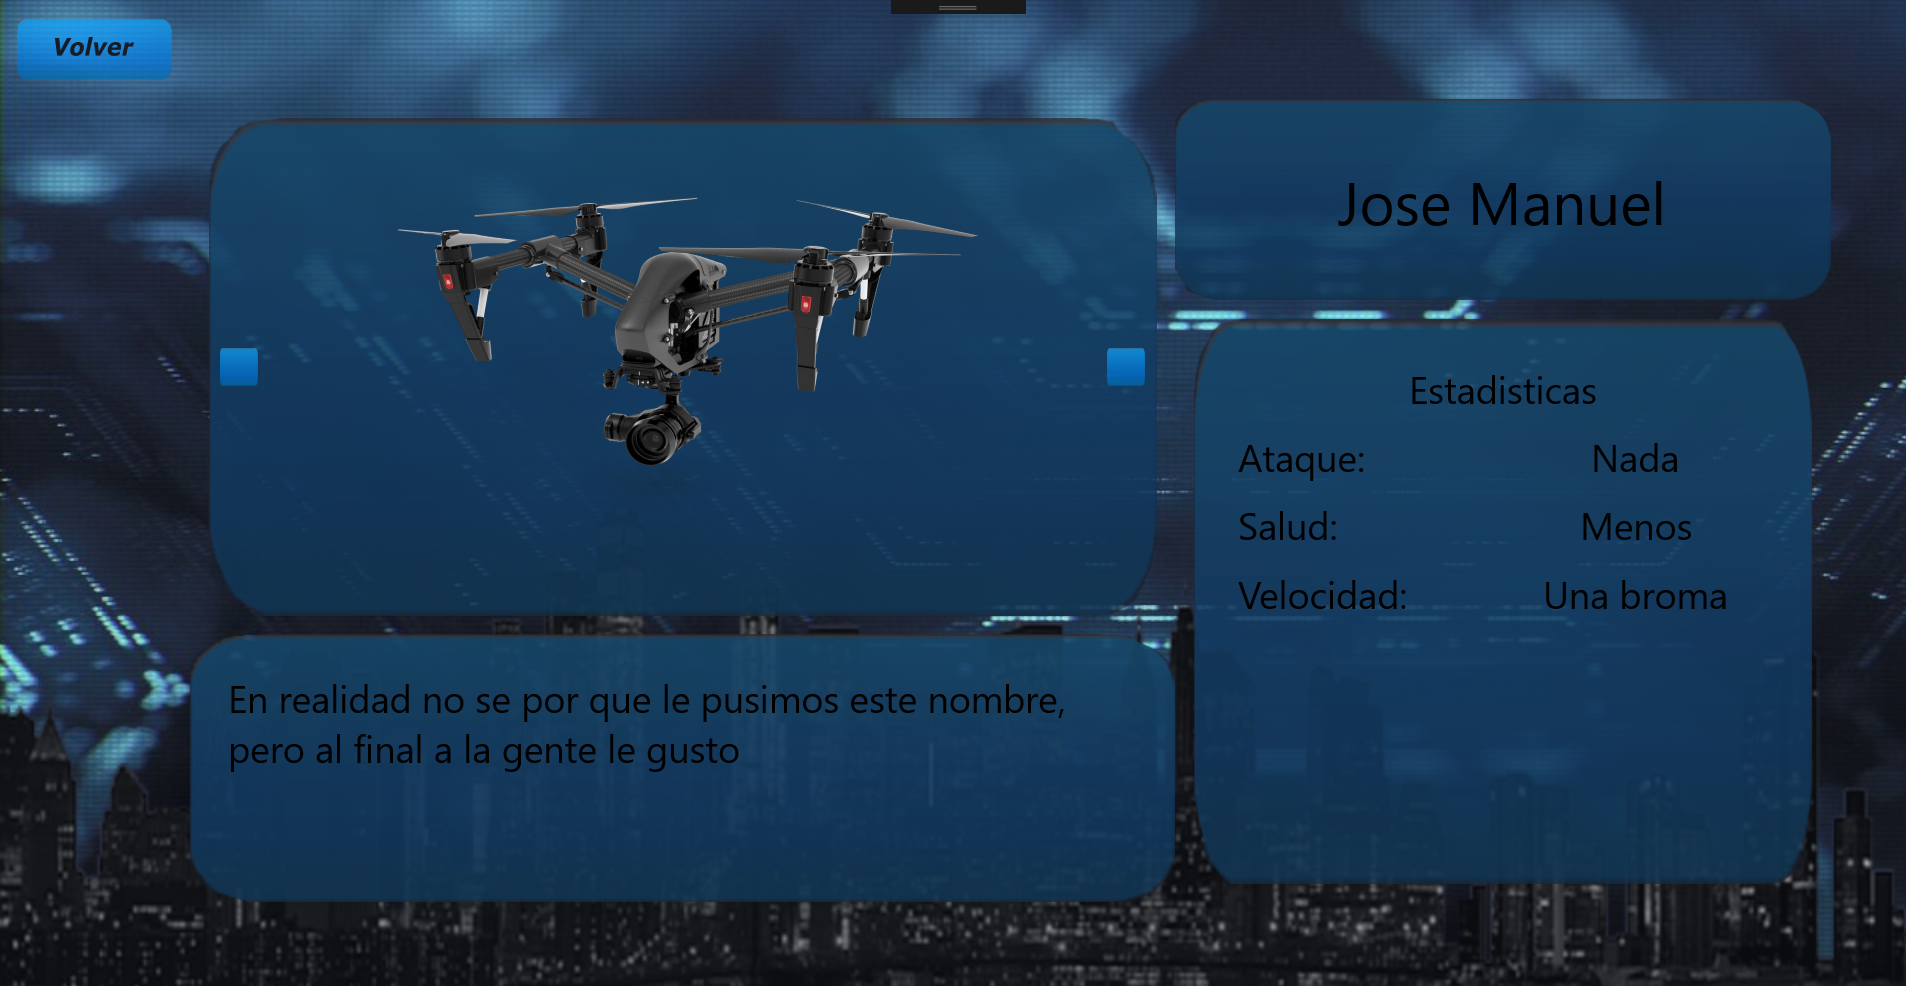 Volver
Jose Manuel
Estadisticas
Ataque: Nada
Salud: Menos
Velocidad: Una broma
En realidad no se por que le pusimos este nombre,
pero al final a la gente le gusto